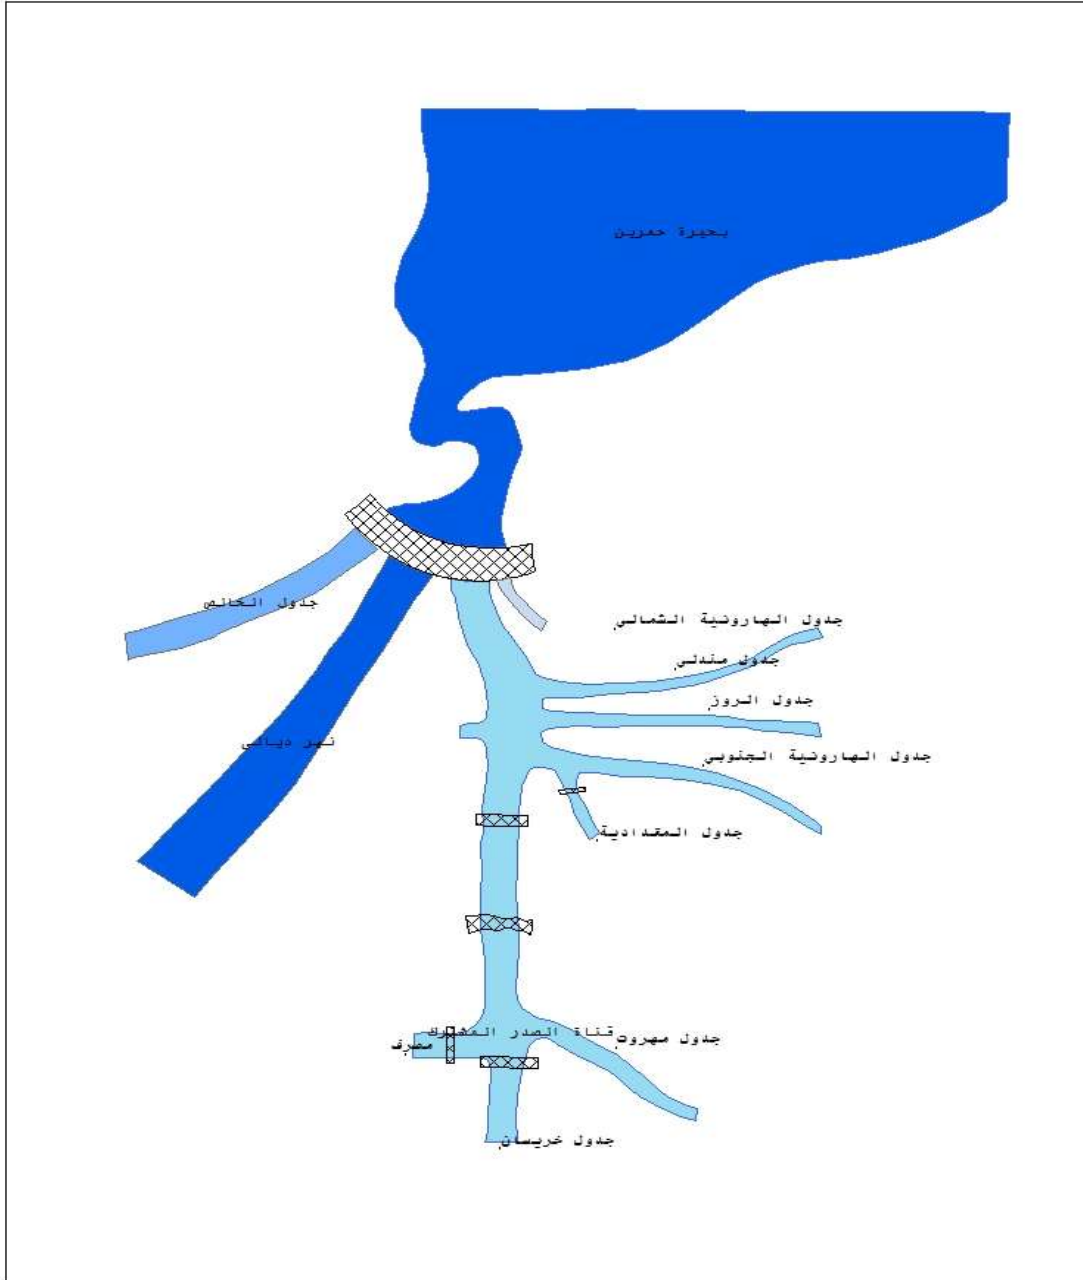 بحيرة حمرين
جدول الخالص
جدول الهارونية الشمالي
جدول مندلي
جدول الروز
نهر ديالى
جدول الهارونية الجنوبي
جدول المقدادية
قناة الصدر المشترك
جدول مهروت
مصرف
جدول خريسان